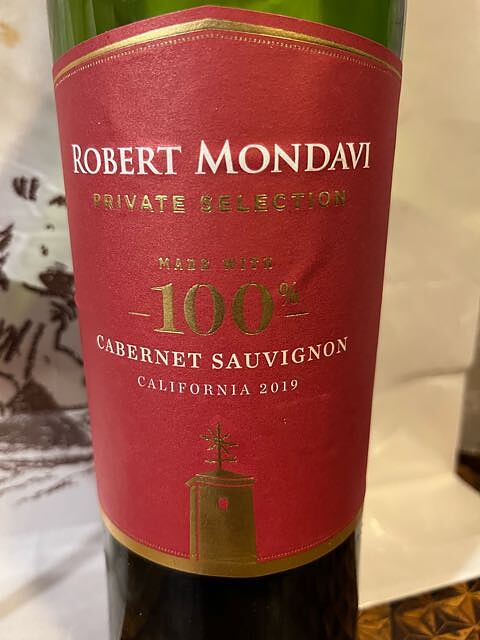 ROBERT MONDAVI
PRIVATE SELECTION
MADE WITH
-100%-
CABERNET SAUVIGNON
CALIFORNIA 2019